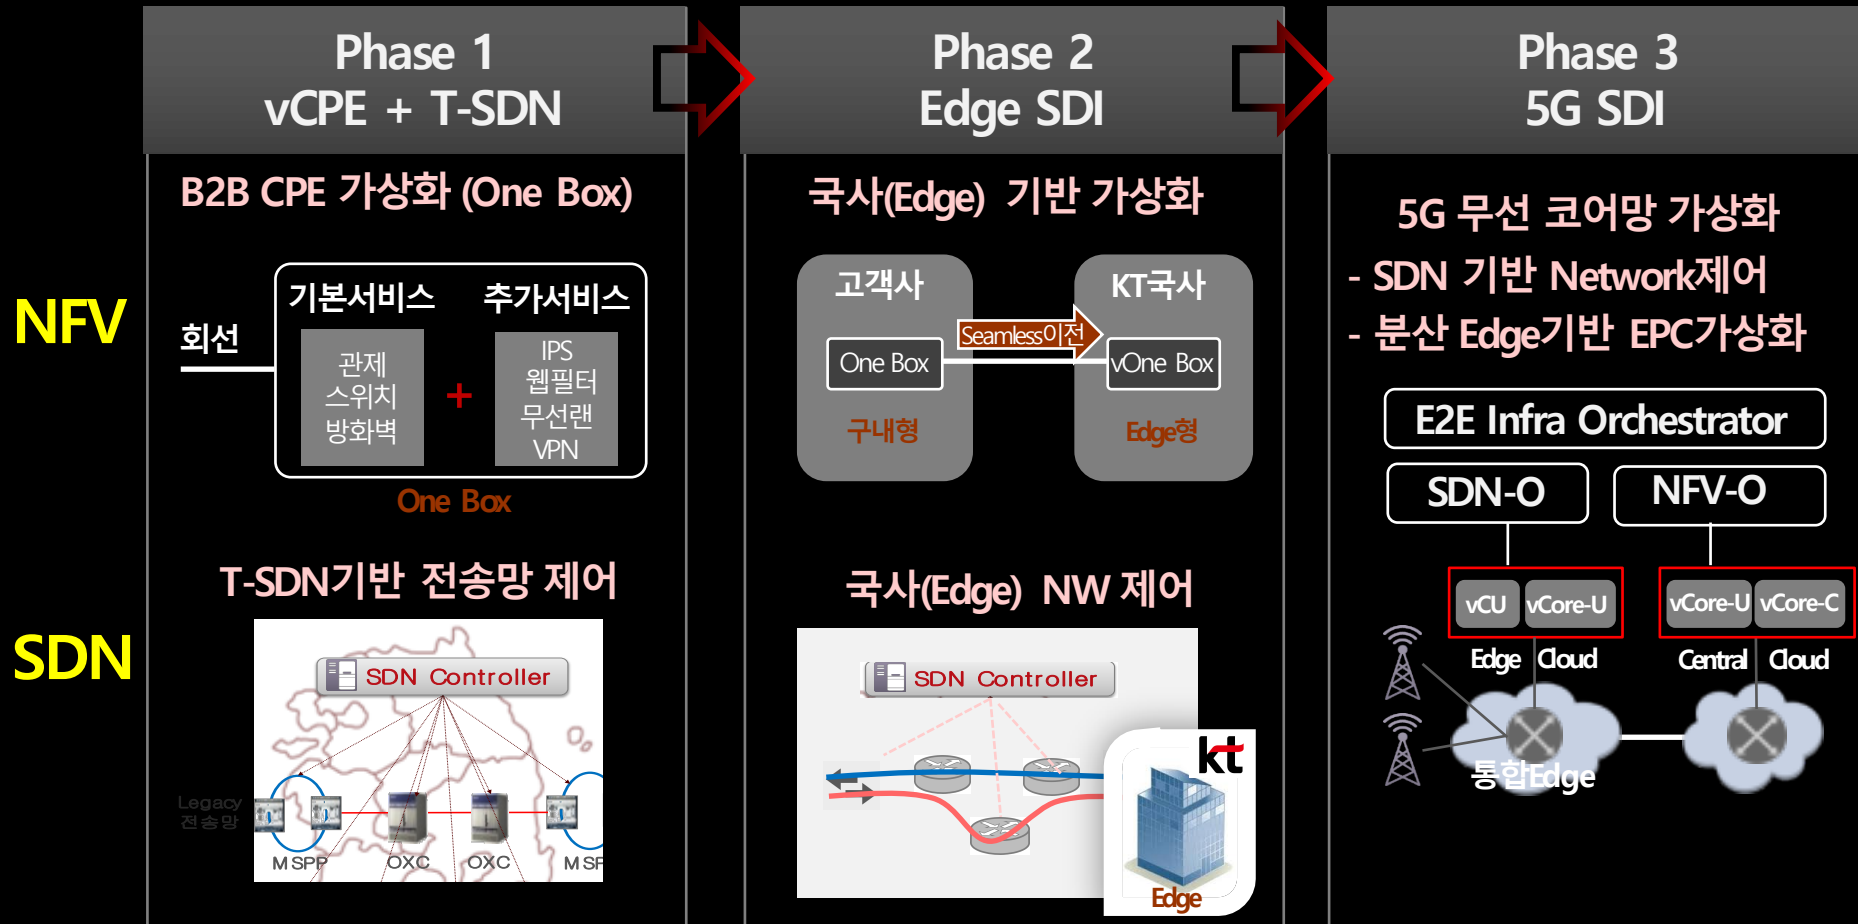 Phase 1
vCPE + T-SDN
Phase 2
Edge SDI
Phase 3
5G SDI
NFV
B2B CPE 가상화 (One Box)
회선
기본서비스
추가서비스
관제
스위치
방화벽
+
IPS
웹필터
무선랜
VPN
One Box
국사(Edge) 기반 가상화
고객사
KT국사
Seamless이전
One Box
vOne Box
구내형
Edge형
5G 무선 코어망 가상화
- SDN 기반 Network제어
- 분산 Edge기반 EPC가상화
E2E Infra Orchestrator
SDN-O
NFV-O
vCU
vCore-U
vCore-U
vCore-C
Edge Cloud
Central Cloud
통합Edge
SDN
T-SDN기반 전송망 제어
SDN Controller
Legacy
전송망
MSPP
OXC
OXC
MSP
국사(Edge) NW 제어
SDN Controller
kt
Edge